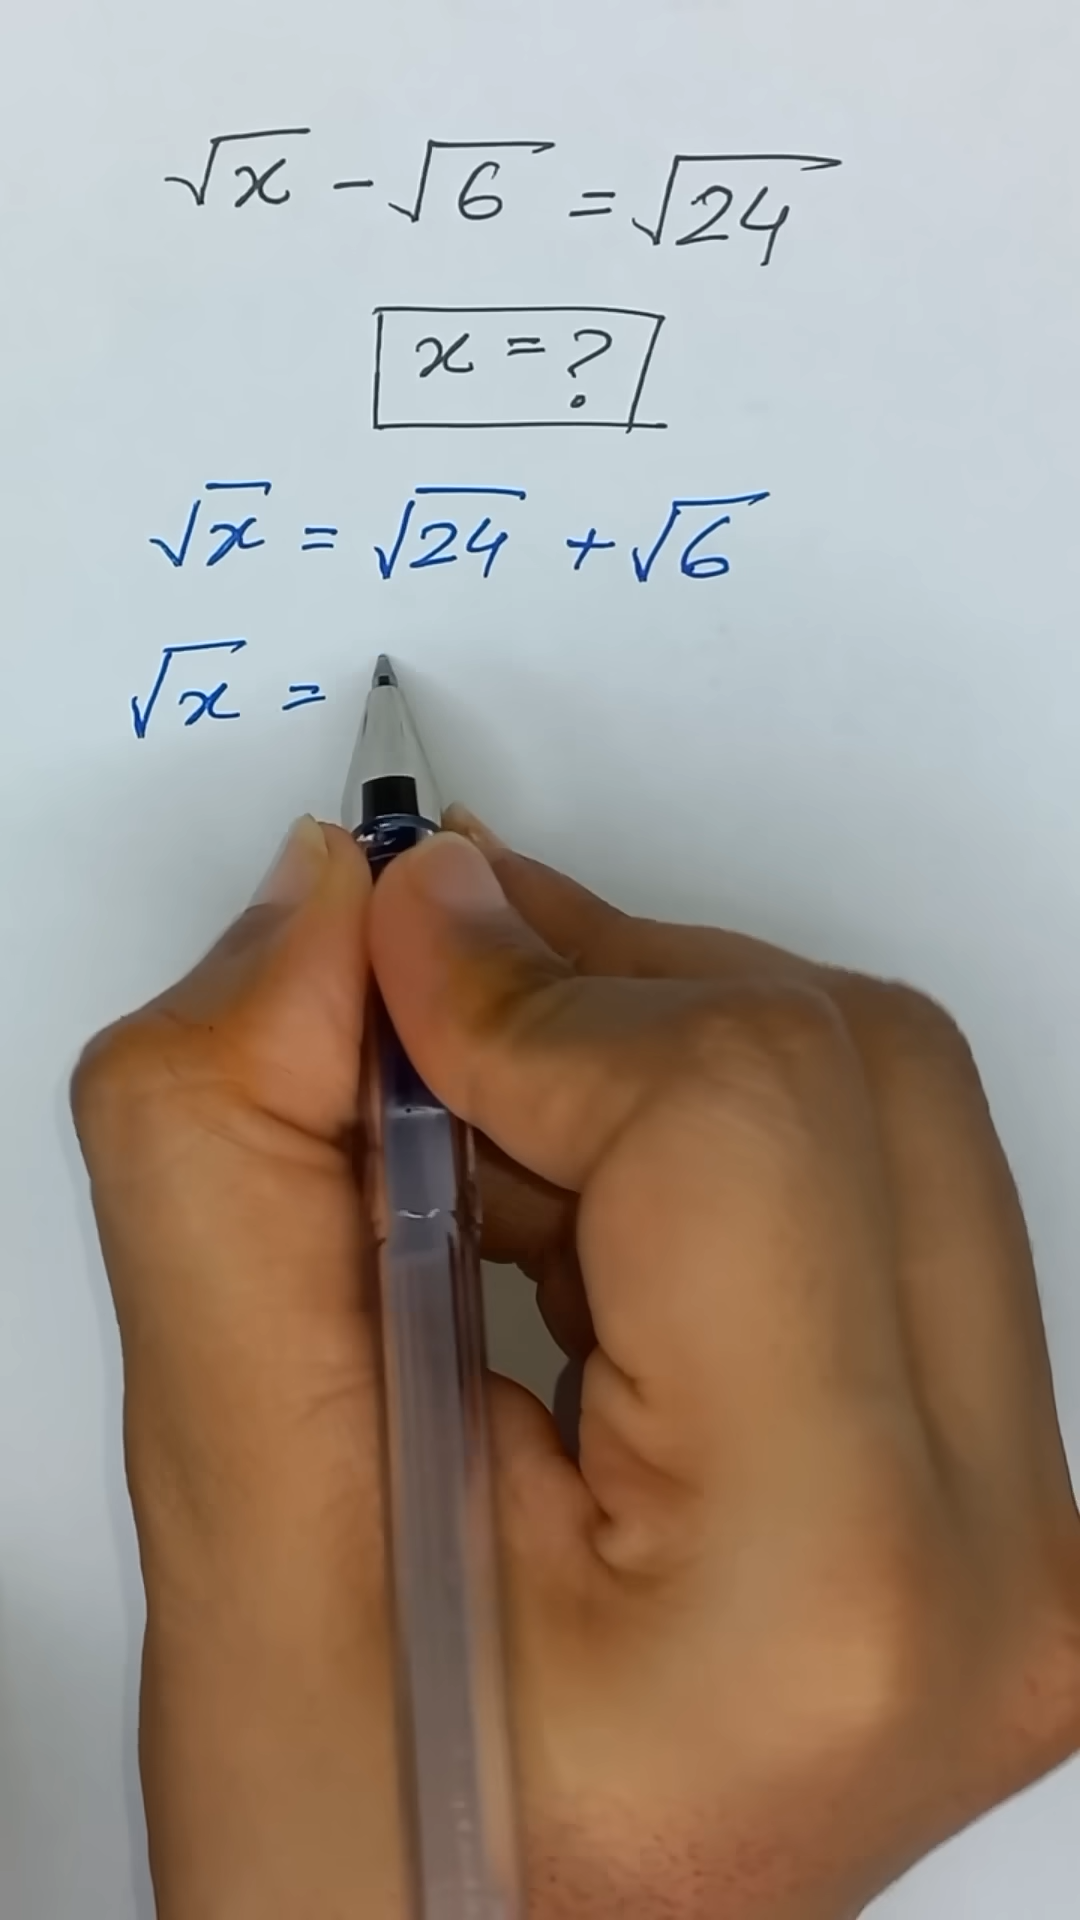 √x - √6 = √24
x = ?
√x = √24 + √6
√x =